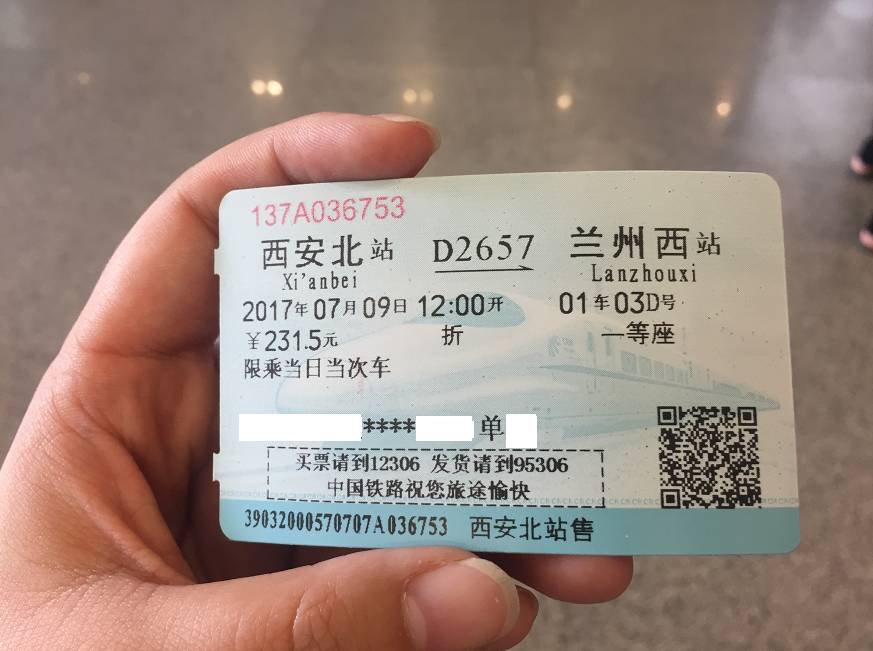 137A036753
西安北站 D2657 兰州西站
Xi'anbei Lanzhouxi
2017年07月09日 12:00开 01车03D号
￥231.5元 折 一等座
限乘当日当次车
**** 单
买票请到12306 发货请到95306
中国铁路祝您旅途愉快
39032000570707A036753 西安北站售